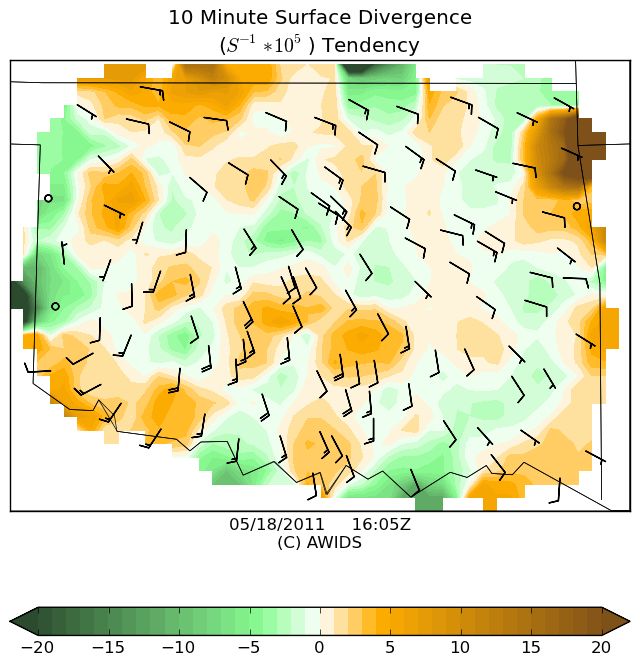 10 Minute Surface Divergence
(S⁻¹ *10⁵ ) Tendency
05/18/2011 16:05Z
(C) AWIDS
−20 −15 −10 −5 0 5 10 15 20